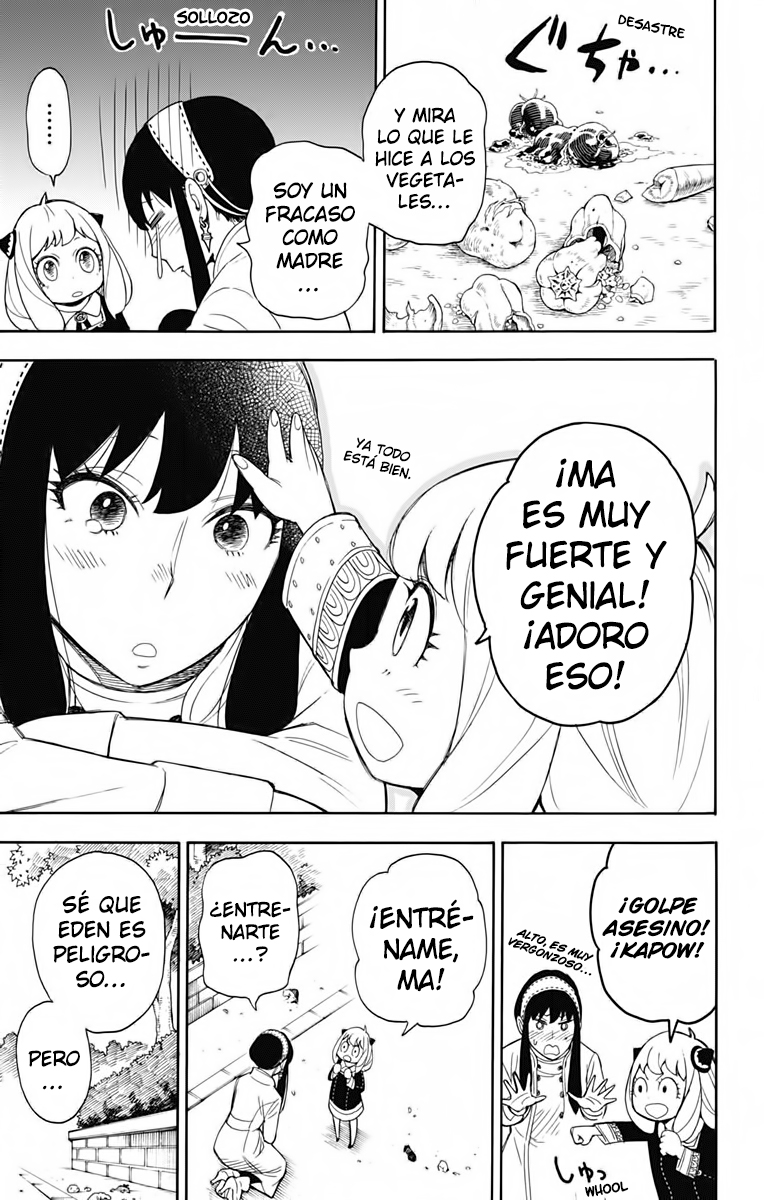 DESASTRE
ぐちゃ...
Y MIRA
LO QUE LE
HICE A LOS
VEGETA-
LES...
SOY UN
FRACASO
COMO
MADRE
...
SOLLOZO
しゅーん...
......
¡MA
ES MUY
FUERTE Y
GENIAL!
¡ADORO
ESO!
YA TODO
ESTÁ BIEN.
¡GOLPE
ASESINO!
¡KAPOW!
ALTO, ES MUY
VERGONZOSO...
しゅっ
WHOOL
¡ENTRÉ-
NAME,
MA!
¿ENTRE-
NARTE
...?
SÉ QUE
EDEN ES
PELIGRO-
SO...
PERO
...